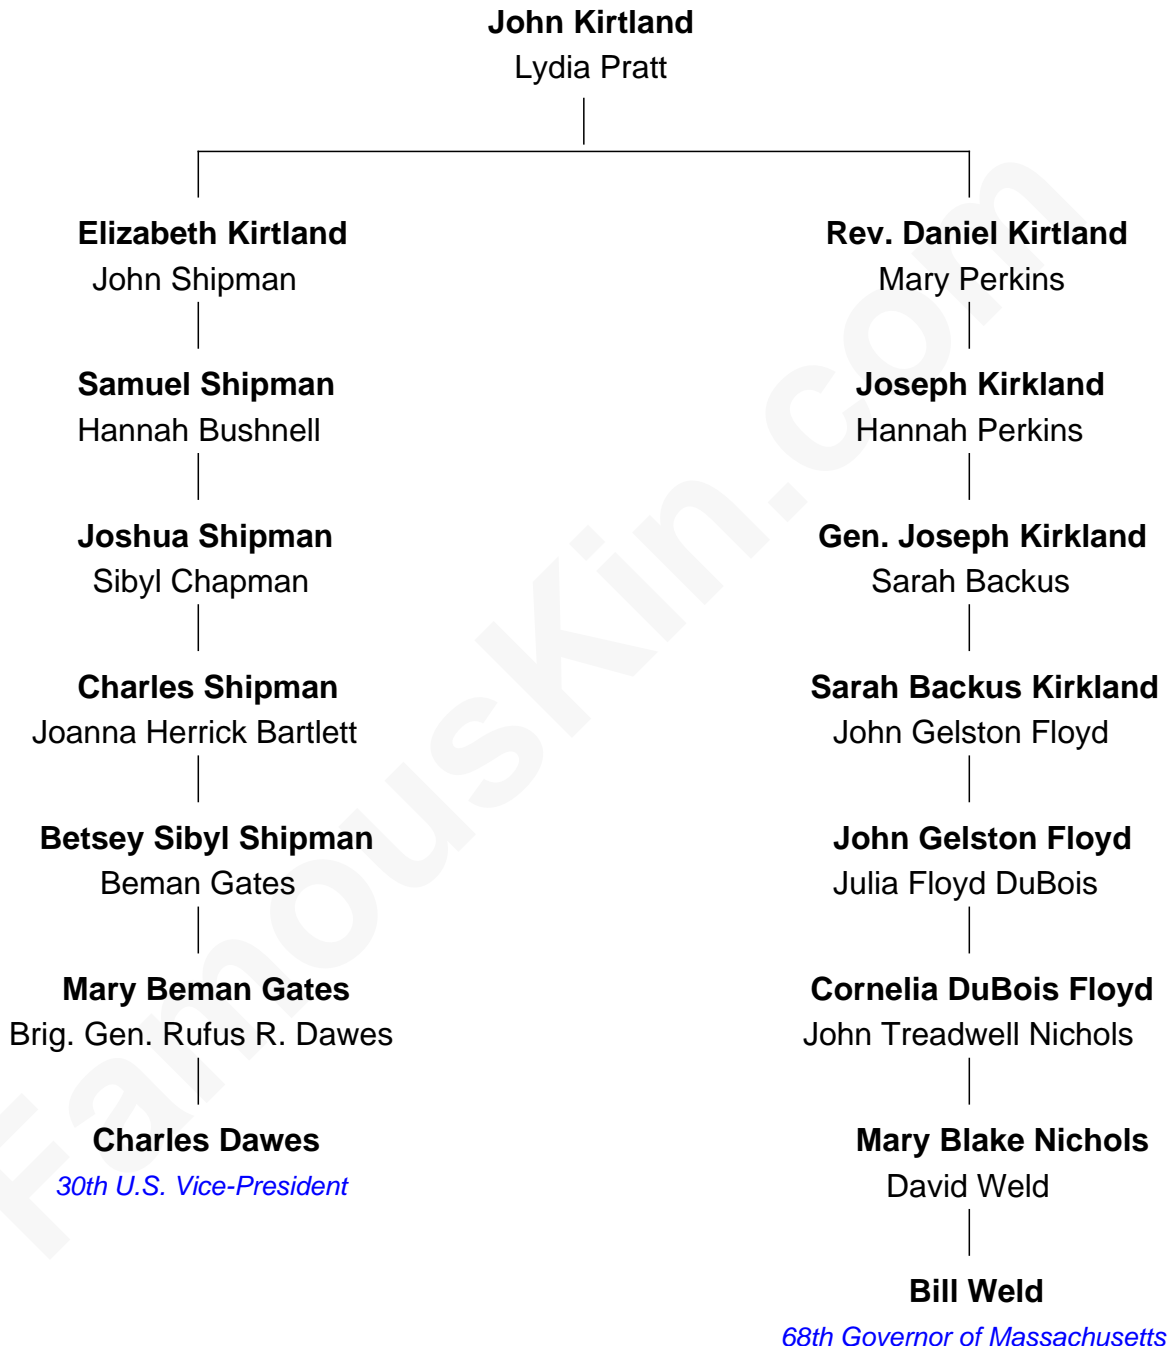 John Kirtland
Lydia Pratt
Elizabeth Kirtland
John Shipman
Rev. Daniel Kirtland
Mary Perkins
Samuel Shipman
Hannah Bushnell
Joseph Kirkland
Hannah Perkins
Joshua Shipman
Sibyl Chapman
Gen. Joseph Kirkland
Sarah Backus
Charles Shipman
Joanna Herrick Bartlett
Sarah Backus Kirkland
John Gelston Floyd
Betsey Sibyl Shipman
Beman Gates
John Gelston Floyd
Julia Floyd DuBois
Mary Beman Gates
Brig. Gen. Rufus R. Dawes
Cornelia DuBois Floyd
John Treadwell Nichols
Charles Dawes
30th U.S. Vice-President
Mary Blake Nichols
David Weld
Bill Weld
68th Governor of Massachusetts
FamousKin.com